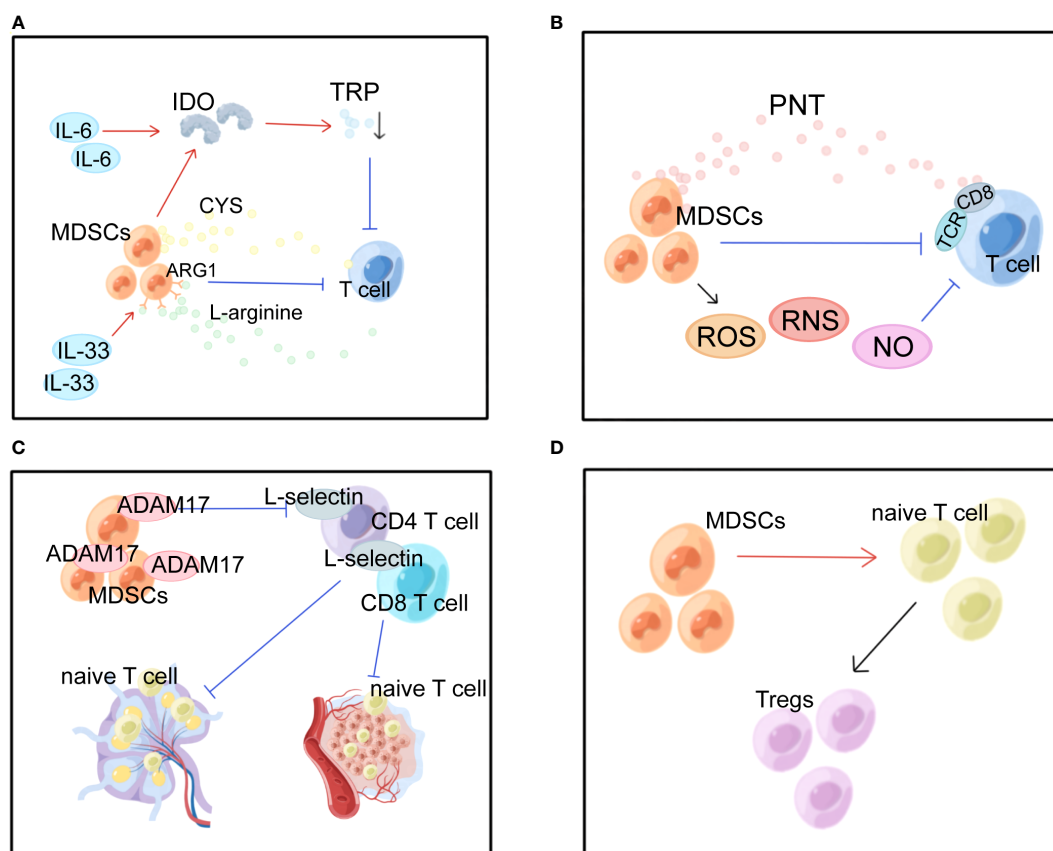 A
IDO
TRP
IL-6
IL-6
CYS
MDSCs
ARG1
T cell
L-arginine
IL-33
IL-33
B
PNT
MDSCs
CD8
TCR
T cell
ROS
RNS
NO
C
ADAM17
L-selectin
CD4 T cell
ADAM17
L-selectin
ADAM17
MDSCs
CD8 T cell
naive T cell
naive T cell
D
MDSCs
naive T cell
Tregs